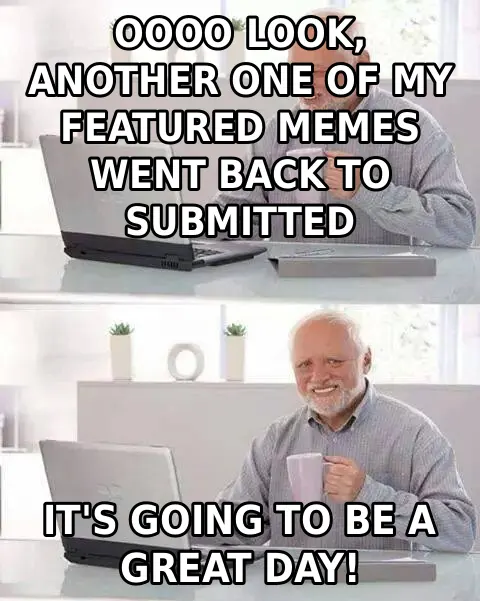 OOOO LOOK,
ANOTHER ONE OF MY
FEATURED MEMES
WENT BACK TO
SUBMITTED
IT'S GOING TO BE A
GREAT DAY!